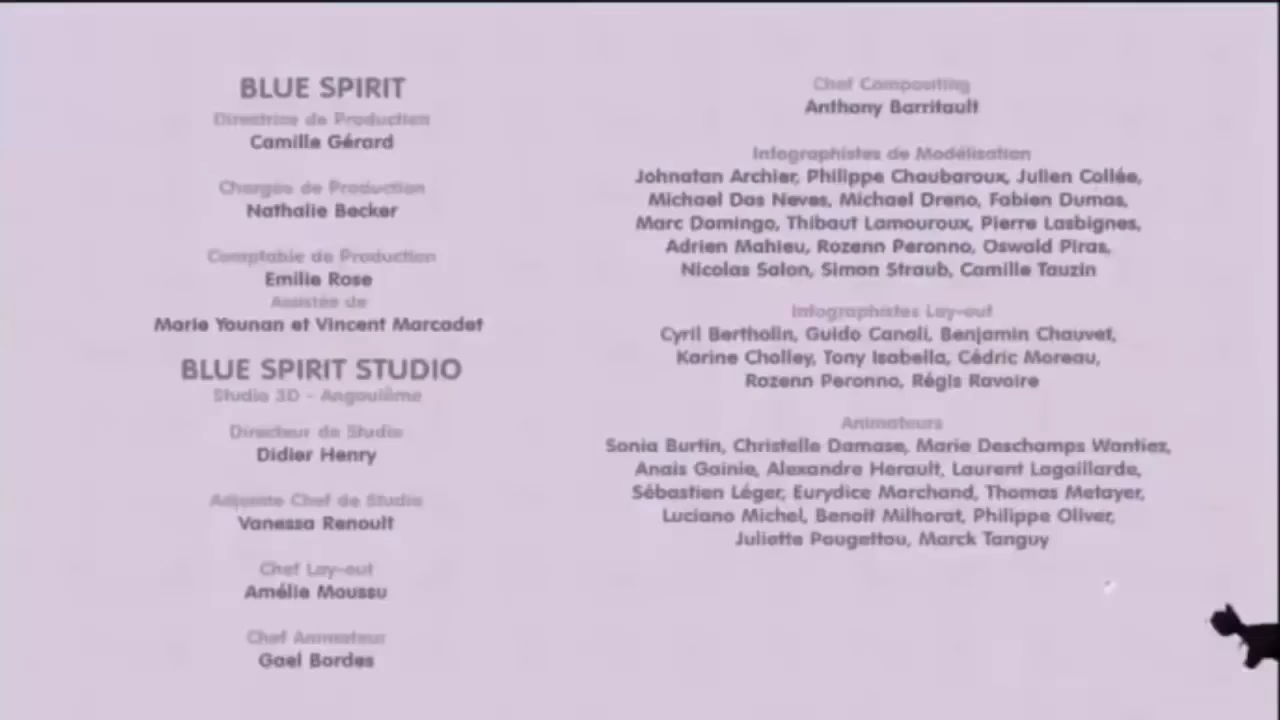 BLUE SPIRIT
Directrice de Production
Camille Gérard
Chargée de Production
Nathalie Becker
Comptable de Production
Emilie Rose
Assistée de
Marie Younan et Vincent Marcadet
BLUE SPIRIT STUDIO
Studio 3D - Angoulême
Directeur de Studio
Didier Henry
Adjointe Chef de Studio
Vanessa Renoult
Chef Lay-out
Amélie Moussu
Chef Animateur
Gael Bordes
Chef Compositing
Anthony Barritault
Infographistes de Modélisation
Johnatan Archier, Philippe Chaubaroux, Julien Collée,
Michael Das Neves, Michael Dreno, Fabien Dumas,
Marc Domingo, Thibaut Lamouroux, Pierre Lasbignes,
Adrien Mahieu, Rozenn Peronno, Oswald Piras,
Nicolas Salon, Simon Straub, Camille Tauzin
Infographistes Lay-out
Cyril Bertholin, Guido Canali, Benjamin Chauvet,
Karine Cholley, Tony Isabella, Cédric Moreau,
Rozenn Peronno, Régis Ravoire
Animateurs
Sonia Burtin, Christelle Damase, Marie Deschamps Wantiez,
Anais Gainie, Alexandre Herault, Laurent Lagaillarde,
Sébastien Léger, Eurydice Marchand, Thomas Metayer,
Luciano Michel, Benoit Milhorat, Philippe Oliver,
Juliette Pougettou, Marck Tanguy